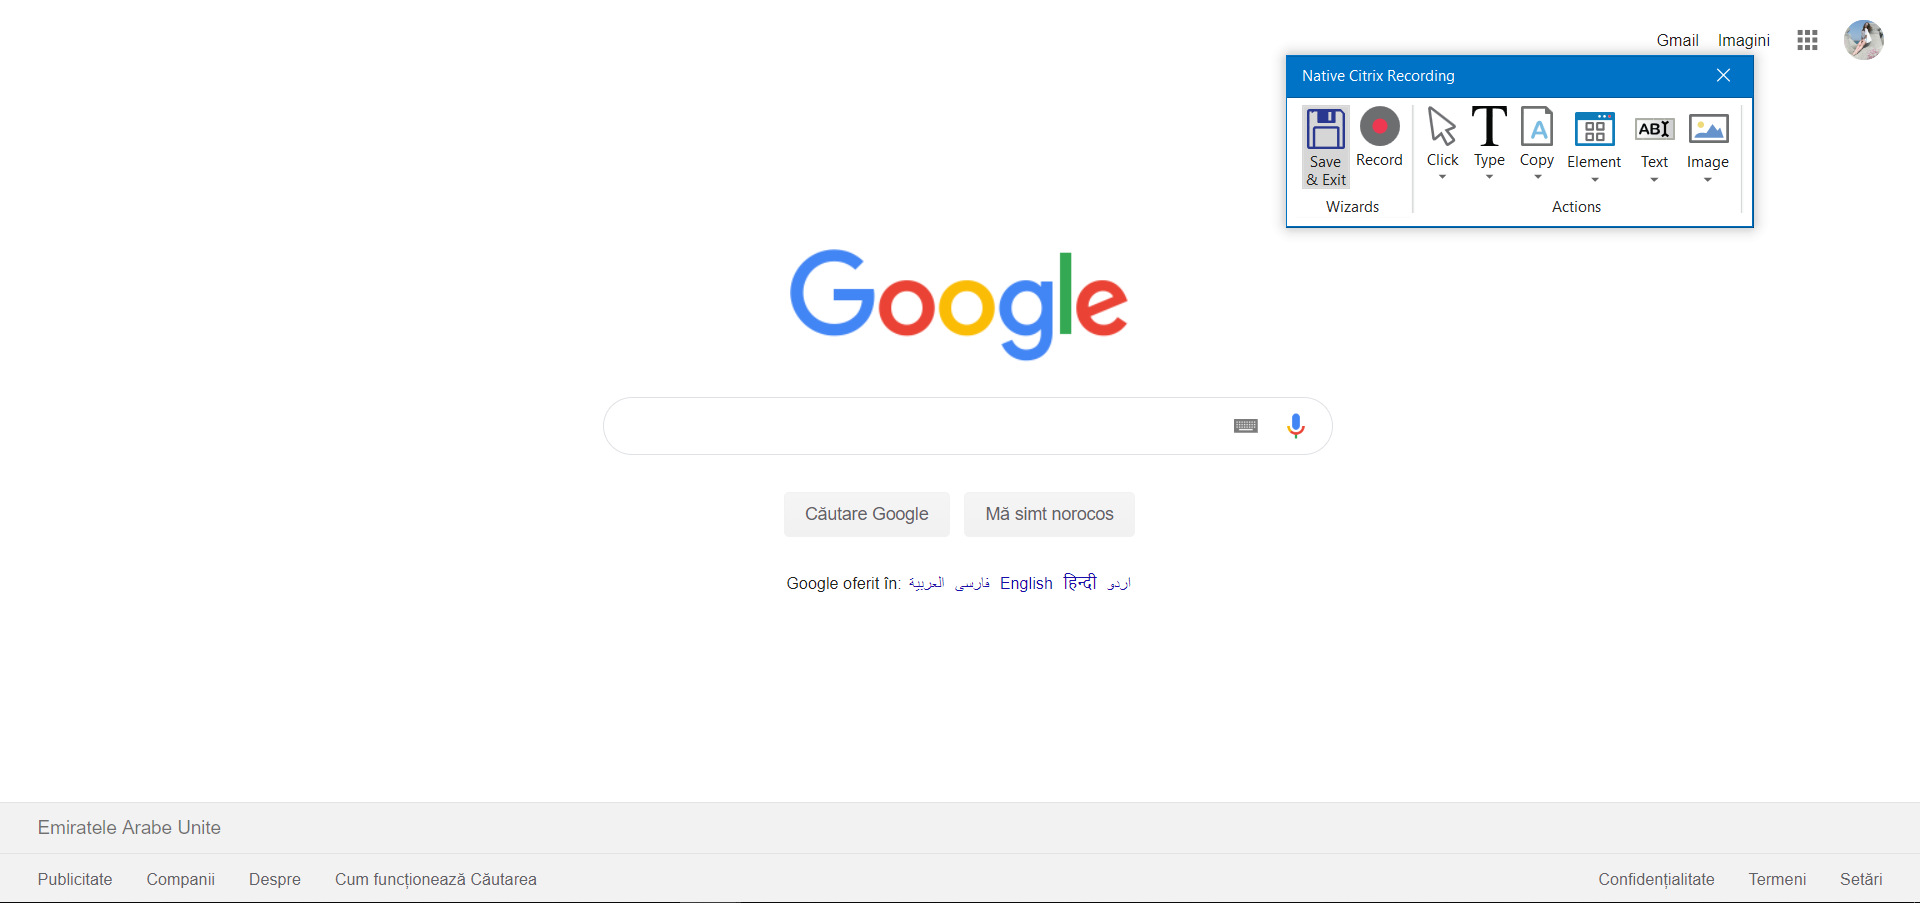 Gmail Imagini
Native Citrix Recording
Save & Exit
Record
Click
Type
Copy
Element
Text
Image
Wizards
Actions
A
ABI
Google
Căutare Google
Mă simt norocos
Google oferit în: العربية فارسی English हिन्दी اردو
Emiratele Arabe Unite
Publicitate Companii Despre Cum funcționează Căutarea Confidențialitate Termeni Setări